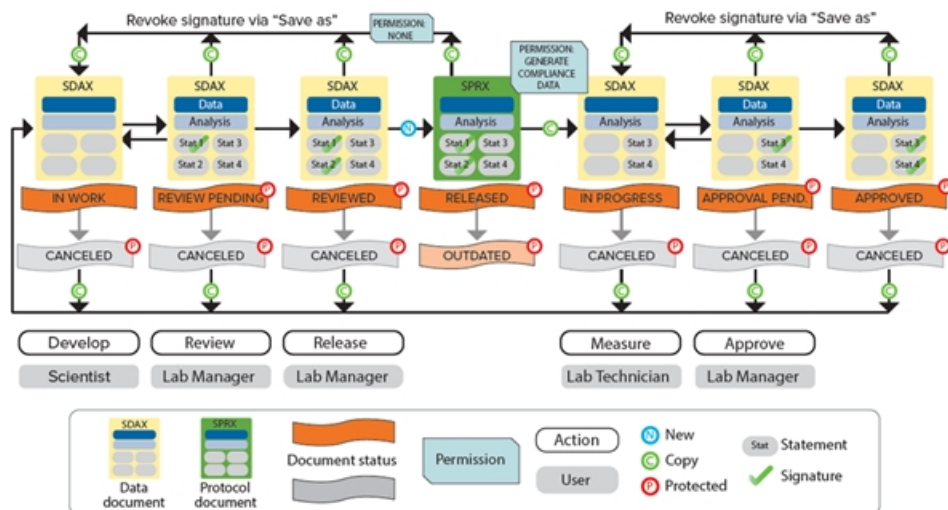 Revoke signature via "Save as"
PERMISSION:
NONE
PERMISSION:
GENERATE
COMPLIANCE
DATA
Revoke signature via "Save as"
C
C
C
C
C
C
C
SDAX
SDAX
Data
Analysis
Stat 1
Stat 3
Stat 2
Stat 4
SDAX
Data
Analysis
Stat 1
Stat 3
Stat 2
Stat 4
N
SPRX
Analysis
Stat 1
Stat 3
Stat 2
Stat 4
C
SDAX
Stat 3
Stat 4
SDAX
Data
Analysis
Stat 3
Stat 4
SDAX
Data
Analysis
Stat 3
Stat 4
IN WORK
REVIEW PENDING
P
REVIEWED
P
RELEASED
P
IN PROGRESS
APPROVAL PEND.
P
APPROVED
P
CANCELED
P
CANCELED
P
CANCELED
P
OUTDATED
P
CANCELED
P
CANCELED
P
CANCELED
P
C
C
C
C
C
C
Develop
Review
Release
Measure
Approve
Scientist
Lab Manager
Lab Manager
Lab Technician
Lab Manager
SDAX
Data
document
SPRX
Protocol
document
Document status
Permission
Action
User
N New
C Copy
P Protected
Stat Statement
Signature